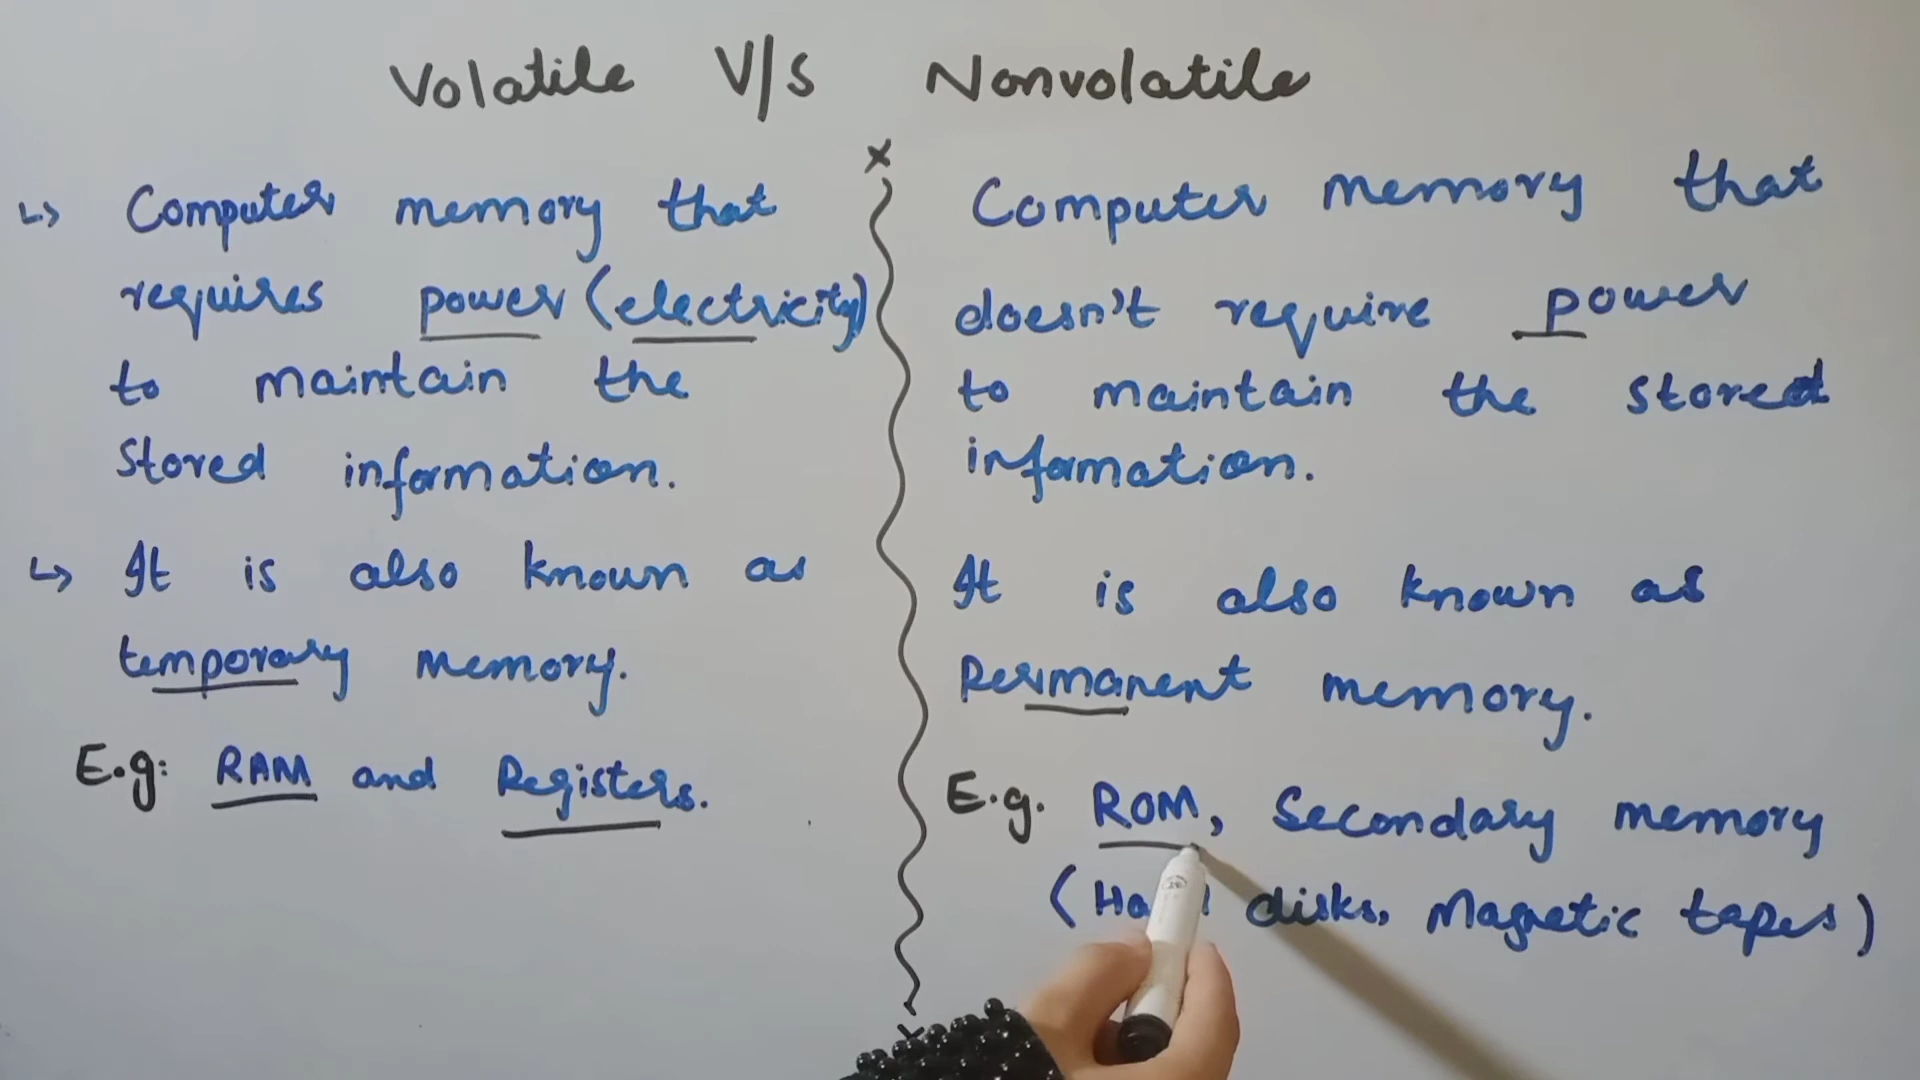 Volatile V/s Nonvolatile
↳ Computer memory that
requires power (electricity)
to maintain the
stored information.
↳ It is also known as
temporary memory.
E.g: RAM and Registers.
Computer memory that
doesn't require power
to maintain the stored
information.
It is also known as
Permanent memory.
E.g. ROM, Secondary memory
( disks, Magnetic tapes)